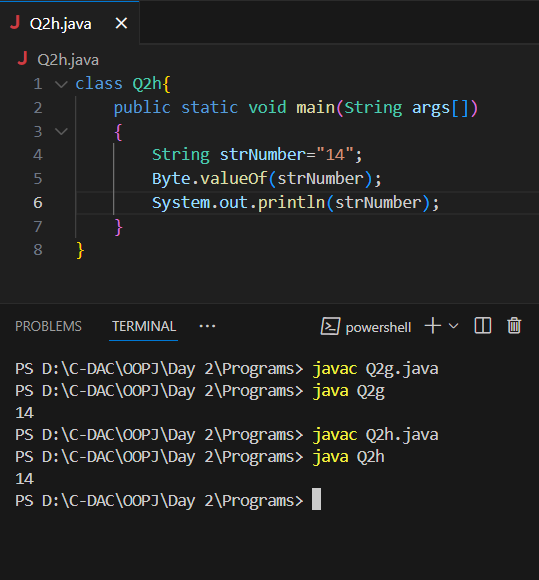 J Q2h.java ×
J Q2h.java
1 class Q2h{
2 public static void main(String args[])
3 {
4 String strNumber="14";
5 Byte.valueOf(strNumber);
6 System.out.println(strNumber);
7 }
8 }
PROBLEMS TERMINAL ··· powershell
PS D:\C-DAC\OOPJ\Day 2\Programs> javac Q2g.java
PS D:\C-DAC\OOPJ\Day 2\Programs> java Q2g
14
PS D:\C-DAC\OOPJ\Day 2\Programs> javac Q2h.java
PS D:\C-DAC\OOPJ\Day 2\Programs> java Q2h
14
PS D:\C-DAC\OOPJ\Day 2\Programs>